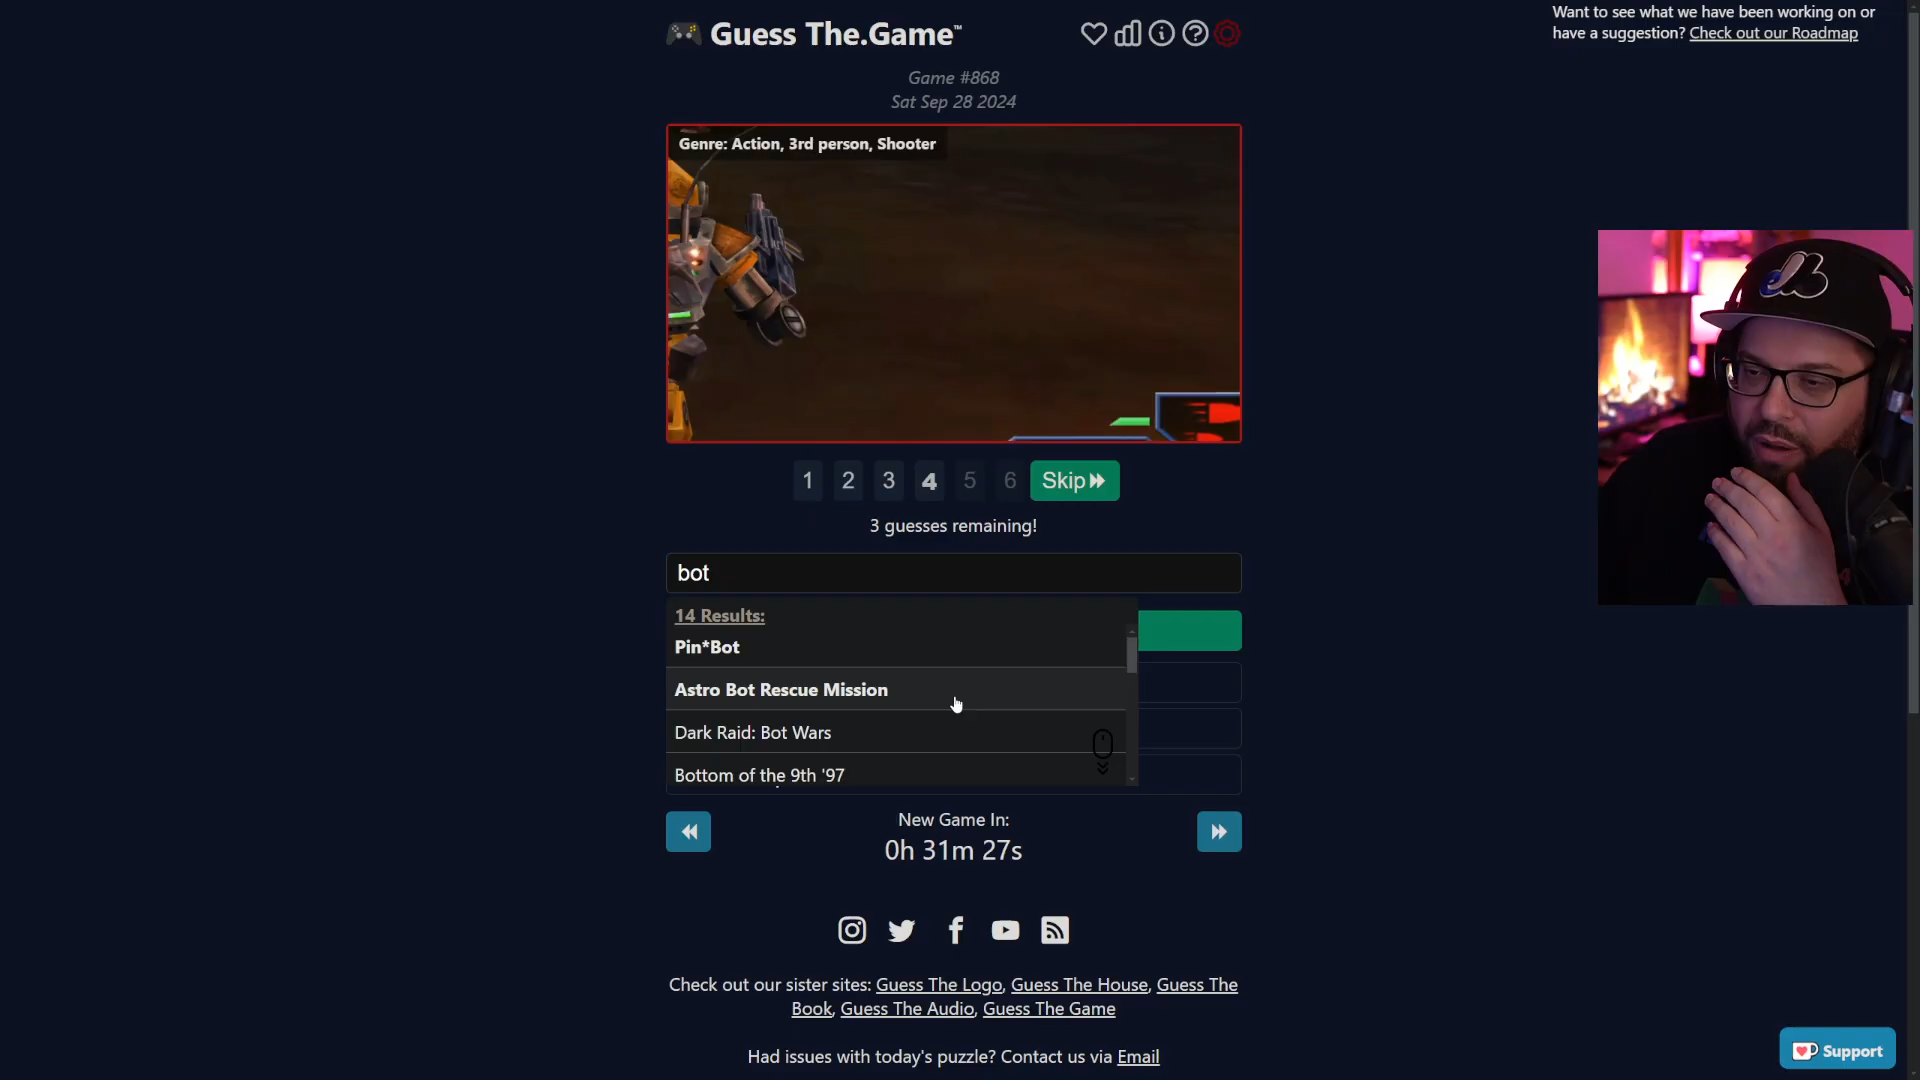 Guess The.Game™
Want to see what we have been working on or
have a suggestion? Check out our Roadmap
Game #868
Sat Sep 28 2024
Genre: Action, 3rd person, Shooter
1 2 3 4 5 6 Skip
3 guesses remaining!
bot
14 Results:
Pin*Bot
Astro Bot Rescue Mission
Dark Raid: Bot Wars
Bottom of the 9th '97
New Game In:
0h 31m 27s
Check out our sister sites: Guess The Logo, Guess The House, Guess The
Book, Guess The Audio, Guess The Game
Had issues with today's puzzle? Contact us via Email
Support